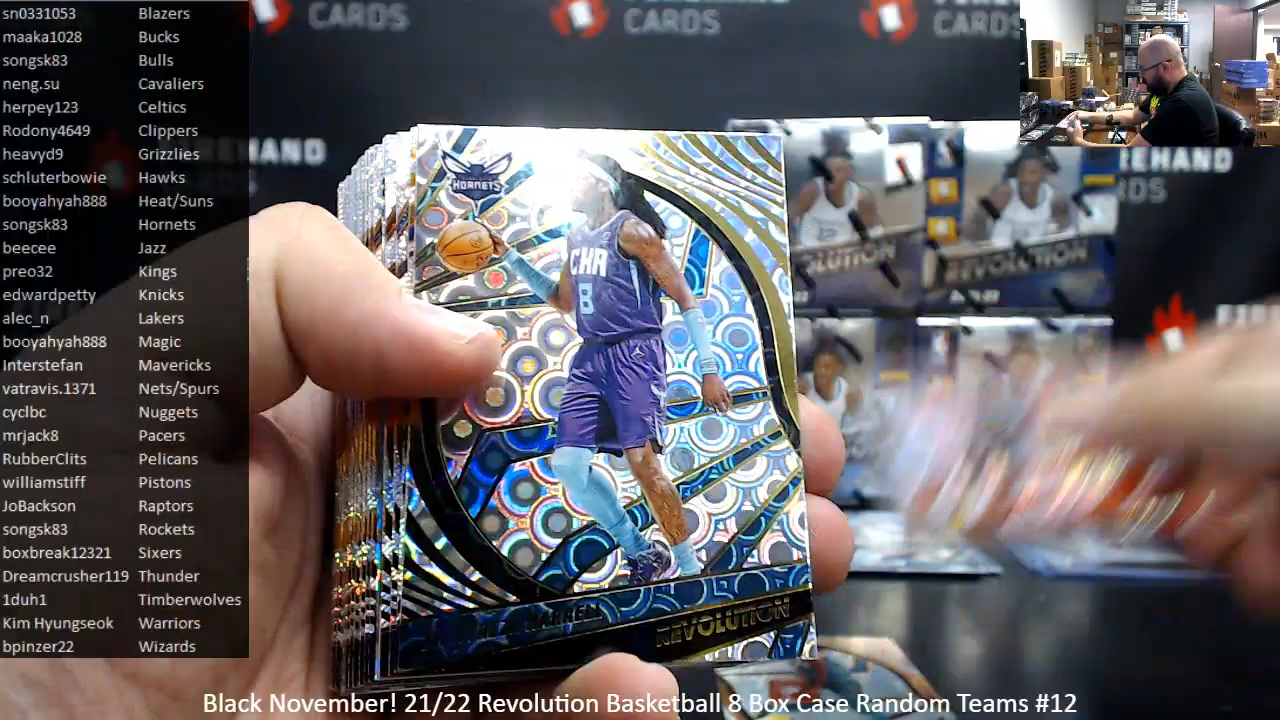 sn0331053 Blazers
maaka1028 Bucks
songsk83 Bulls
neng.su Cavaliers
herpey123 Celtics
Rodony4649 Clippers
heavyd9 Grizzlies
schluterbowie Hawks
booyahyah888 Heat/Suns
songsk83 Hornets
beecee Jazz
preo32 Kings
edwardpetty Knicks
alec_n Lakers
booyahyah888 Magic
Interstefan Mavericks
vatravis.1371 Nets/Spurs
cyclbc Nuggets
mrjack8 Pacers
RubberClits Pelicans
williamstiff Pistons
JoBackson Raptors
songsk83 Rockets
boxbreak12321 Sixers
Dreamcrusher119 Thunder
1duh1 Timberwolves
Kim Hyungseok Warriors
bpinzer22 Wizards
CARDS
CARDS
CARDS
HORNETS
CHA
8
REVOLUTION
REVOLUTION
Black November! 21/22 Revolution Basketball 8 Box Case Random Teams #12